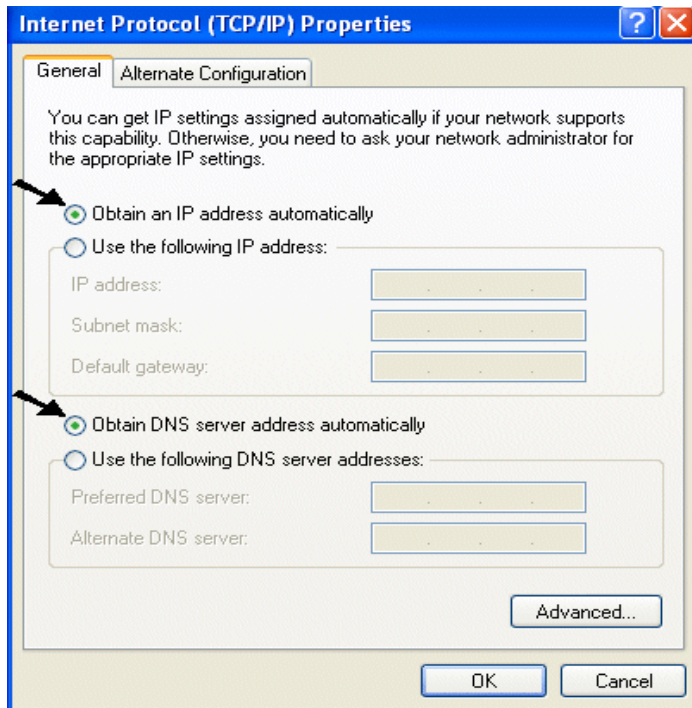 Internet Protocol (TCP/IP) Properties
General
Alternate Configuration
You can get IP settings assigned automatically if your network supports
this capability. Otherwise, you need to ask your network administrator for
the appropriate IP settings.
Obtain an IP address automatically
Use the following IP address:
IP address:
Subnet mask:
Default gateway:
Obtain DNS server address automatically
Use the following DNS server addresses:
Preferred DNS server:
Alternate DNS server:
Advanced...
OK
Cancel